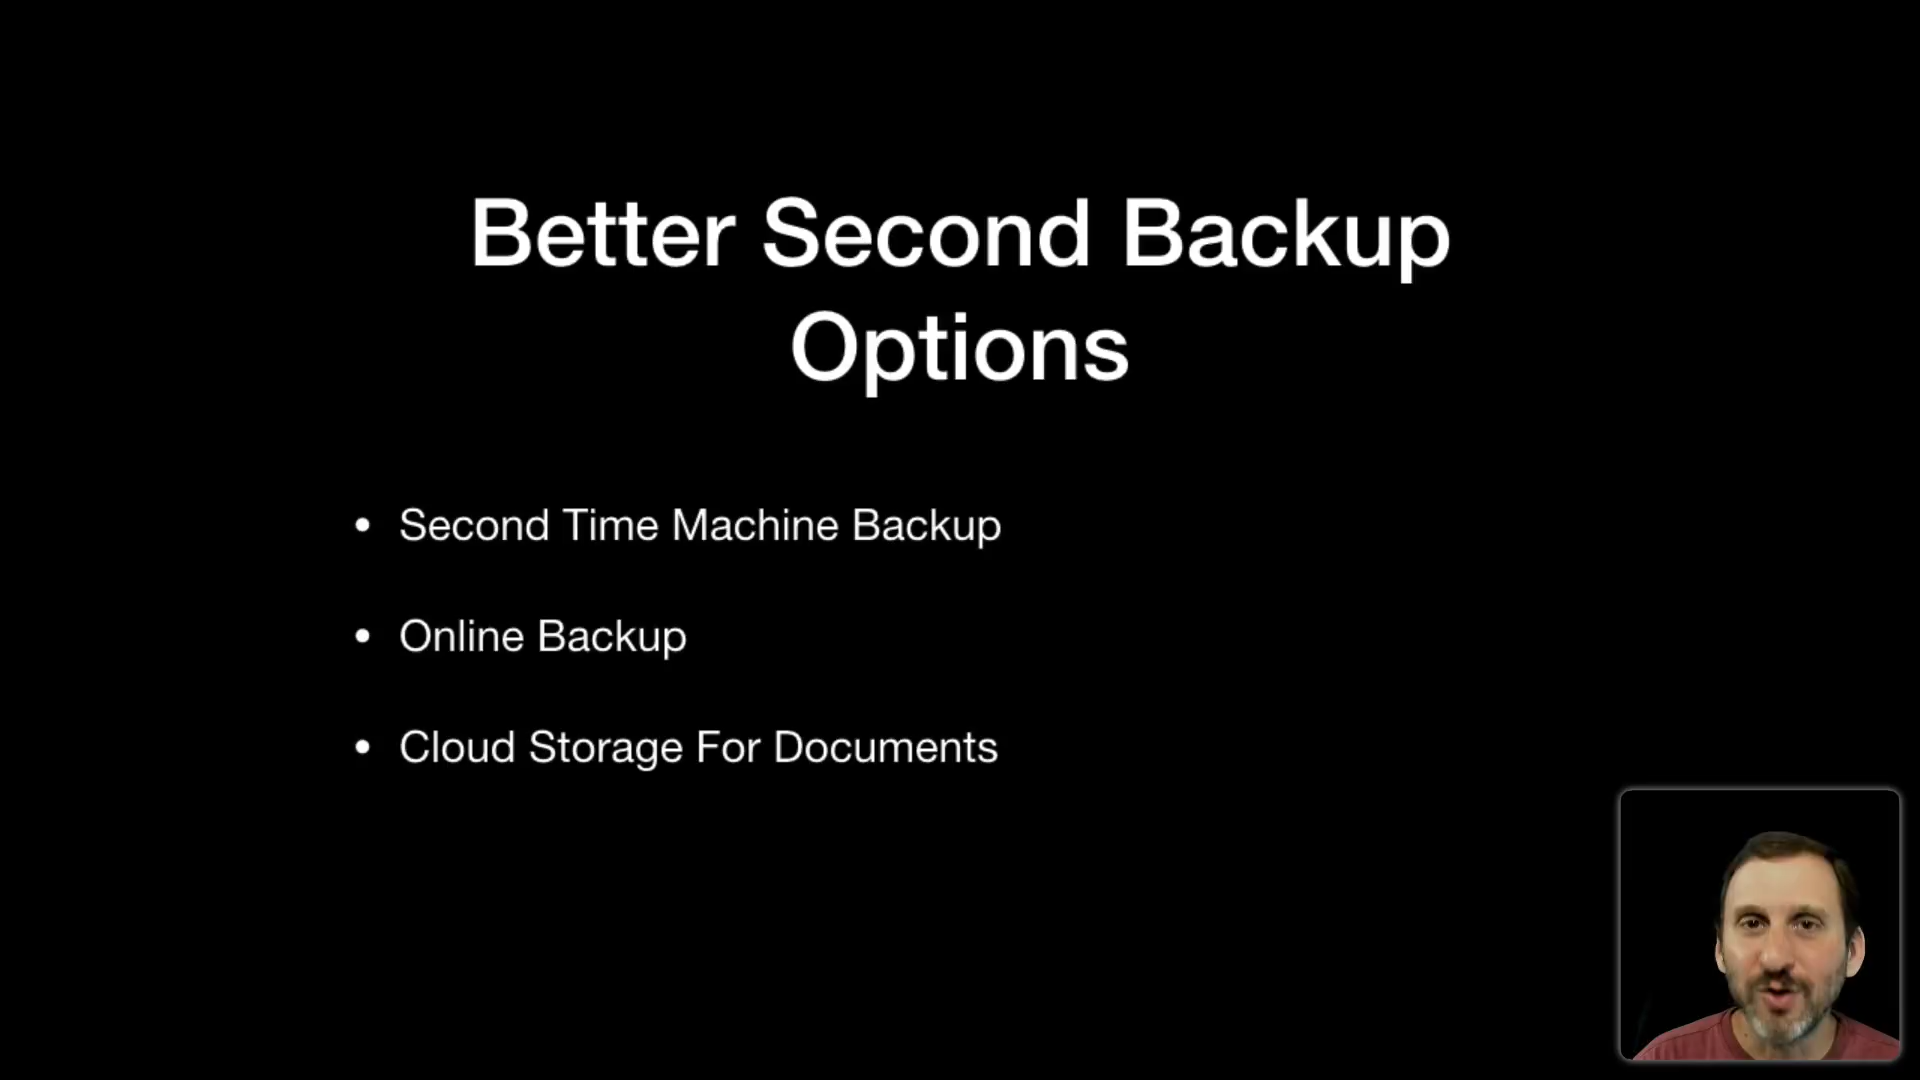 Better Second Backup
Options
• Second Time Machine Backup
• Online Backup
• Cloud Storage For Documents